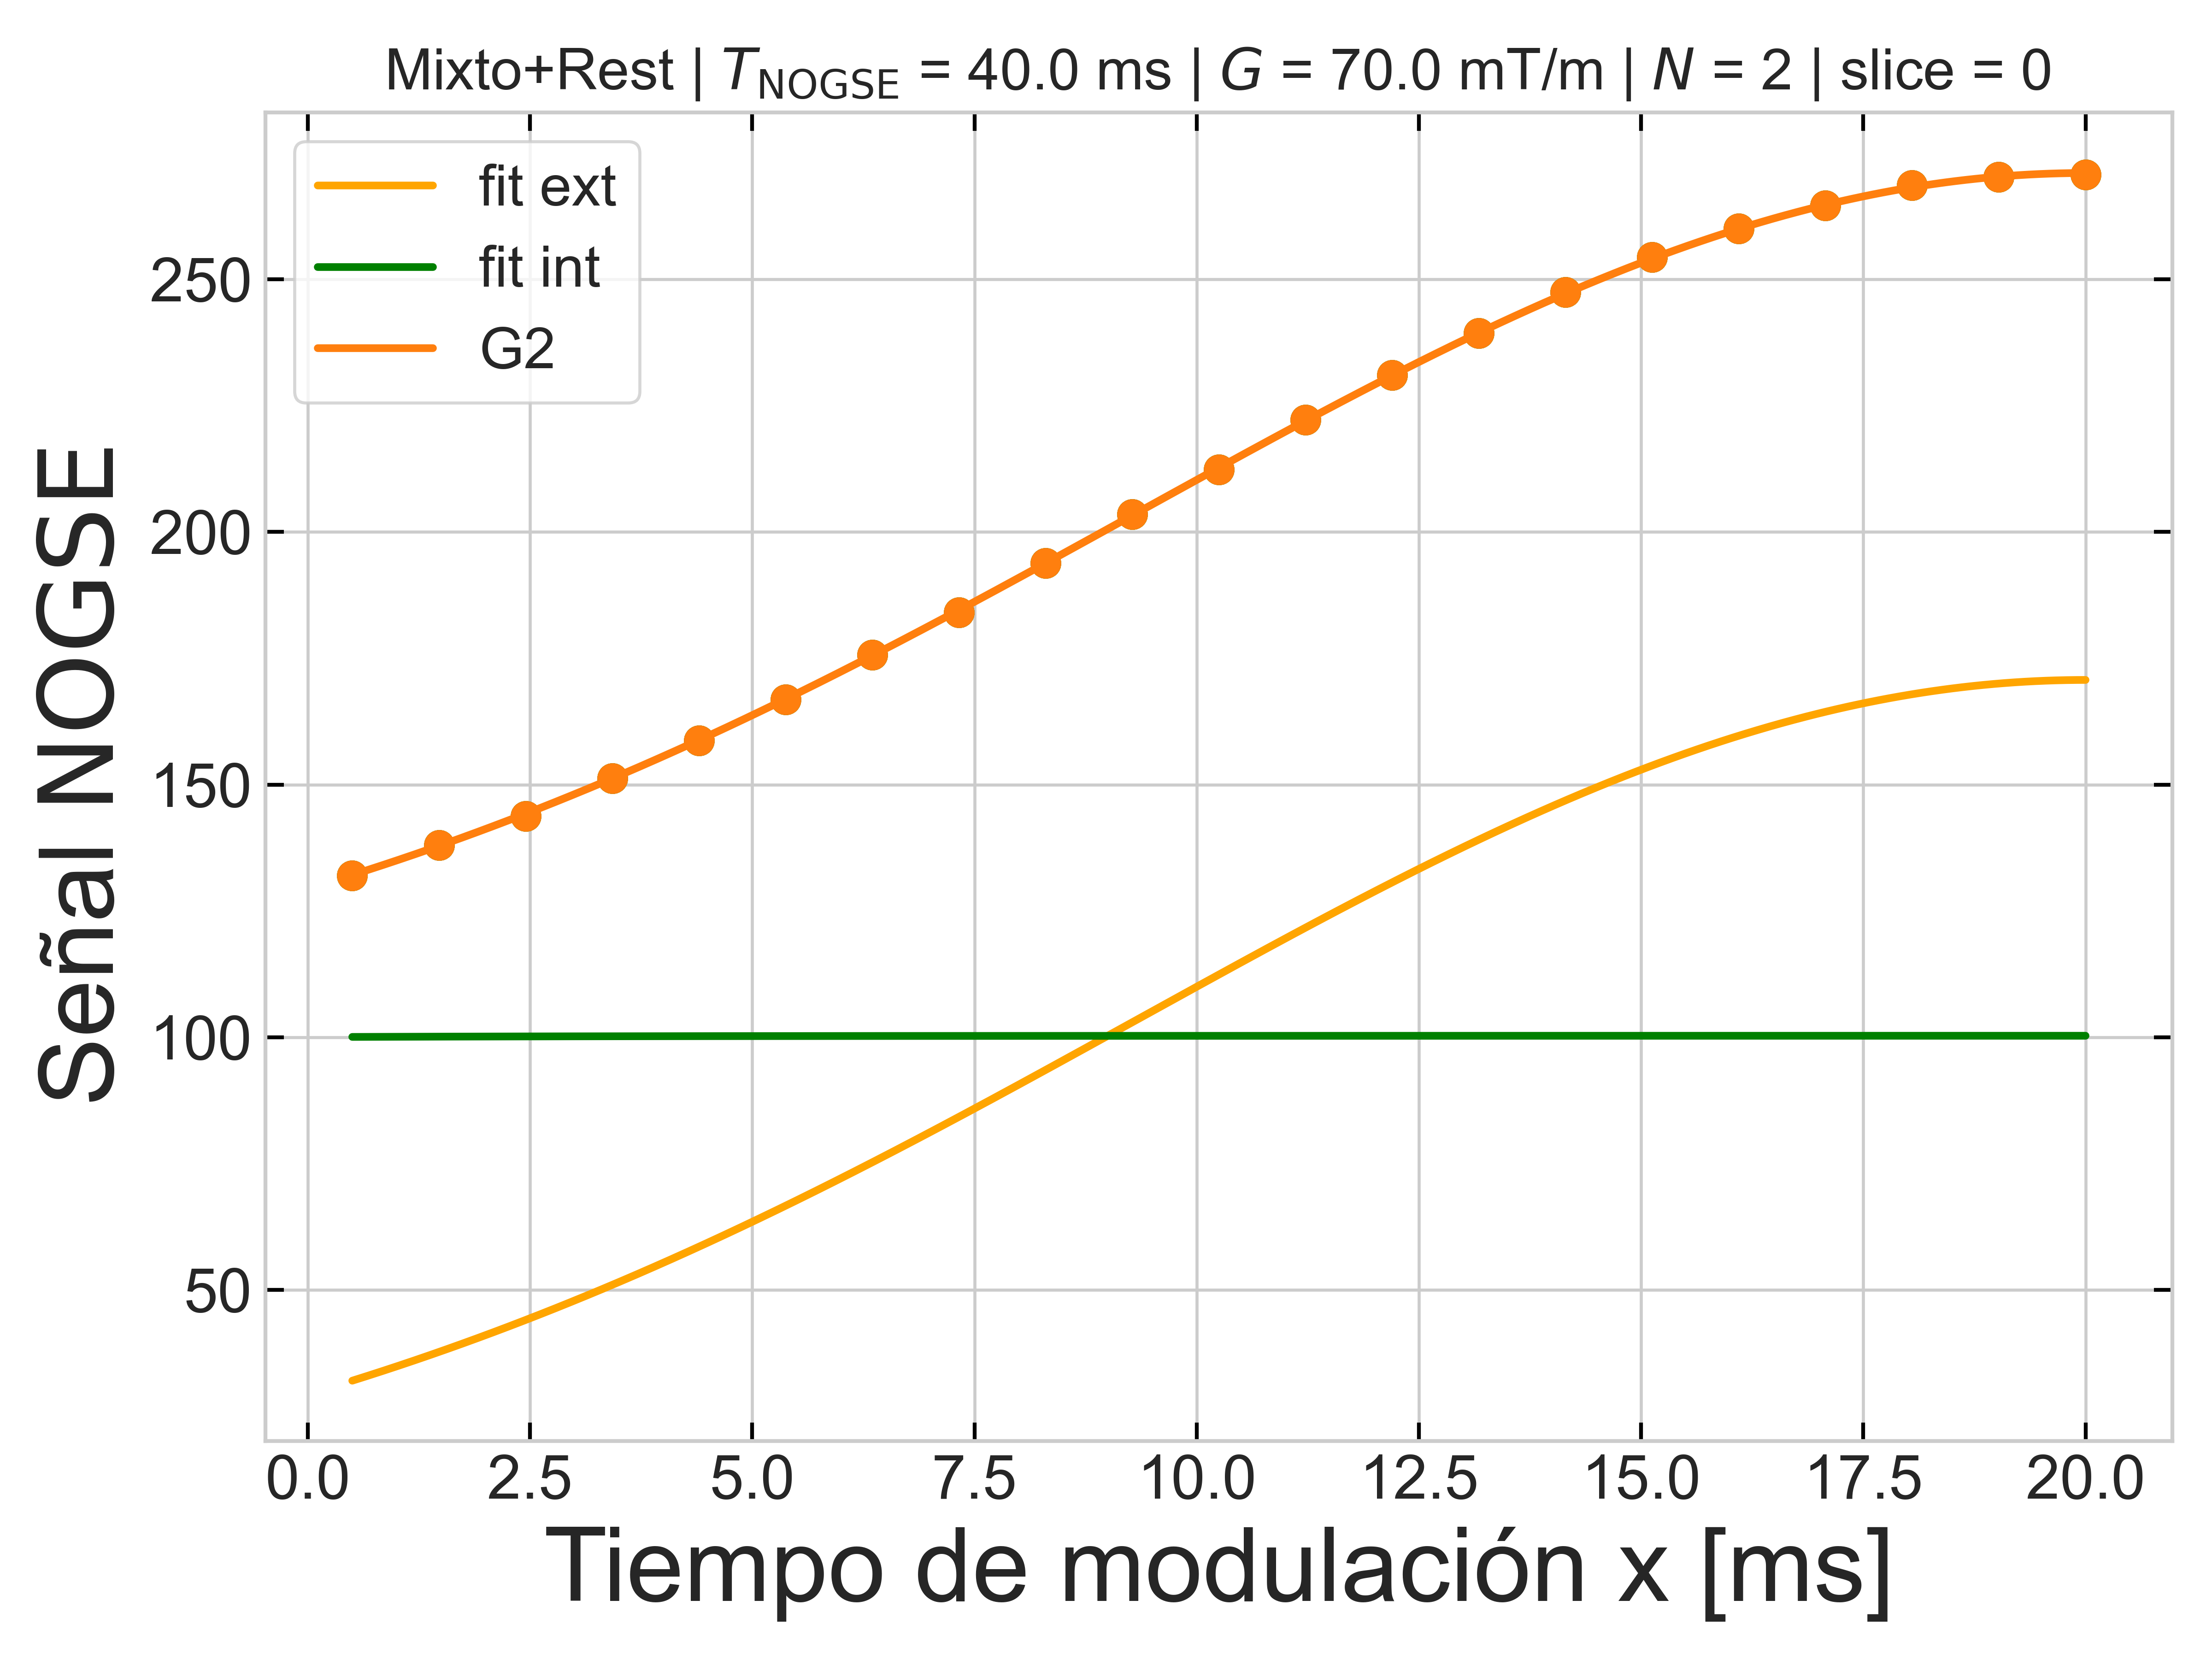 Mixto+Rest | T_NOGSE = 40.0 ms | G = 70.0 mT/m | N = 2 | slice = 0
fit ext
fit int
G2
Señal NOGSE
250
200
150
100
50
0.0 2.5 5.0 7.5 10.0 12.5 15.0 17.5 20.0
Tiempo de modulación x [ms]